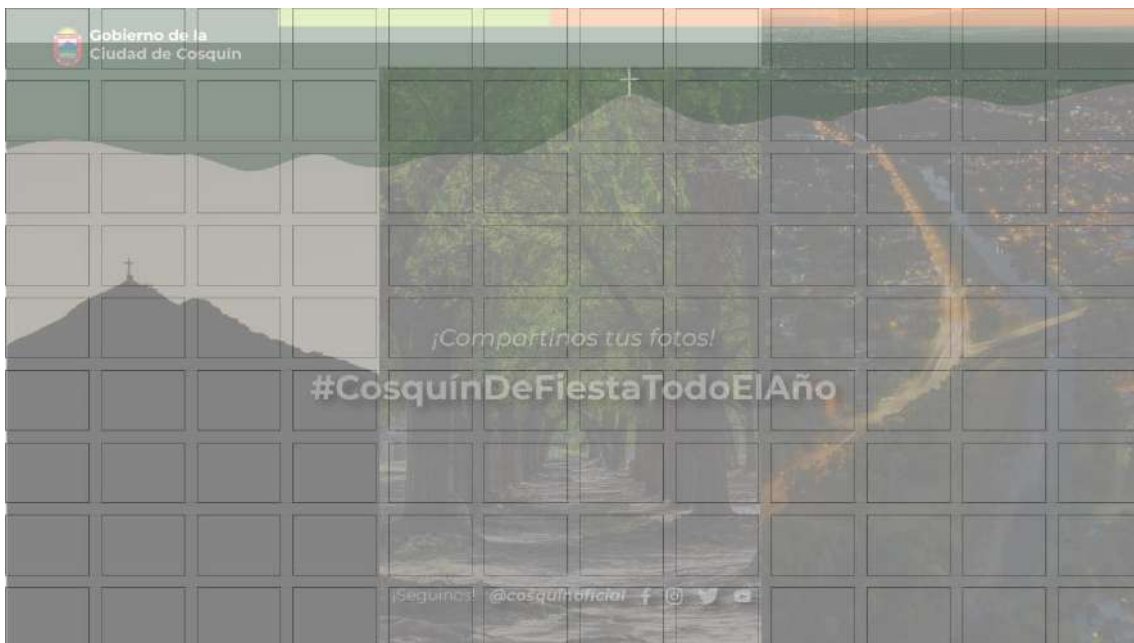 Gobierno de la
Ciudad de Cosquín
¡Compartinos tus fotos!
#CosquínDeFiestaTodoElAño
¡Seguinos! @cosquinoficial